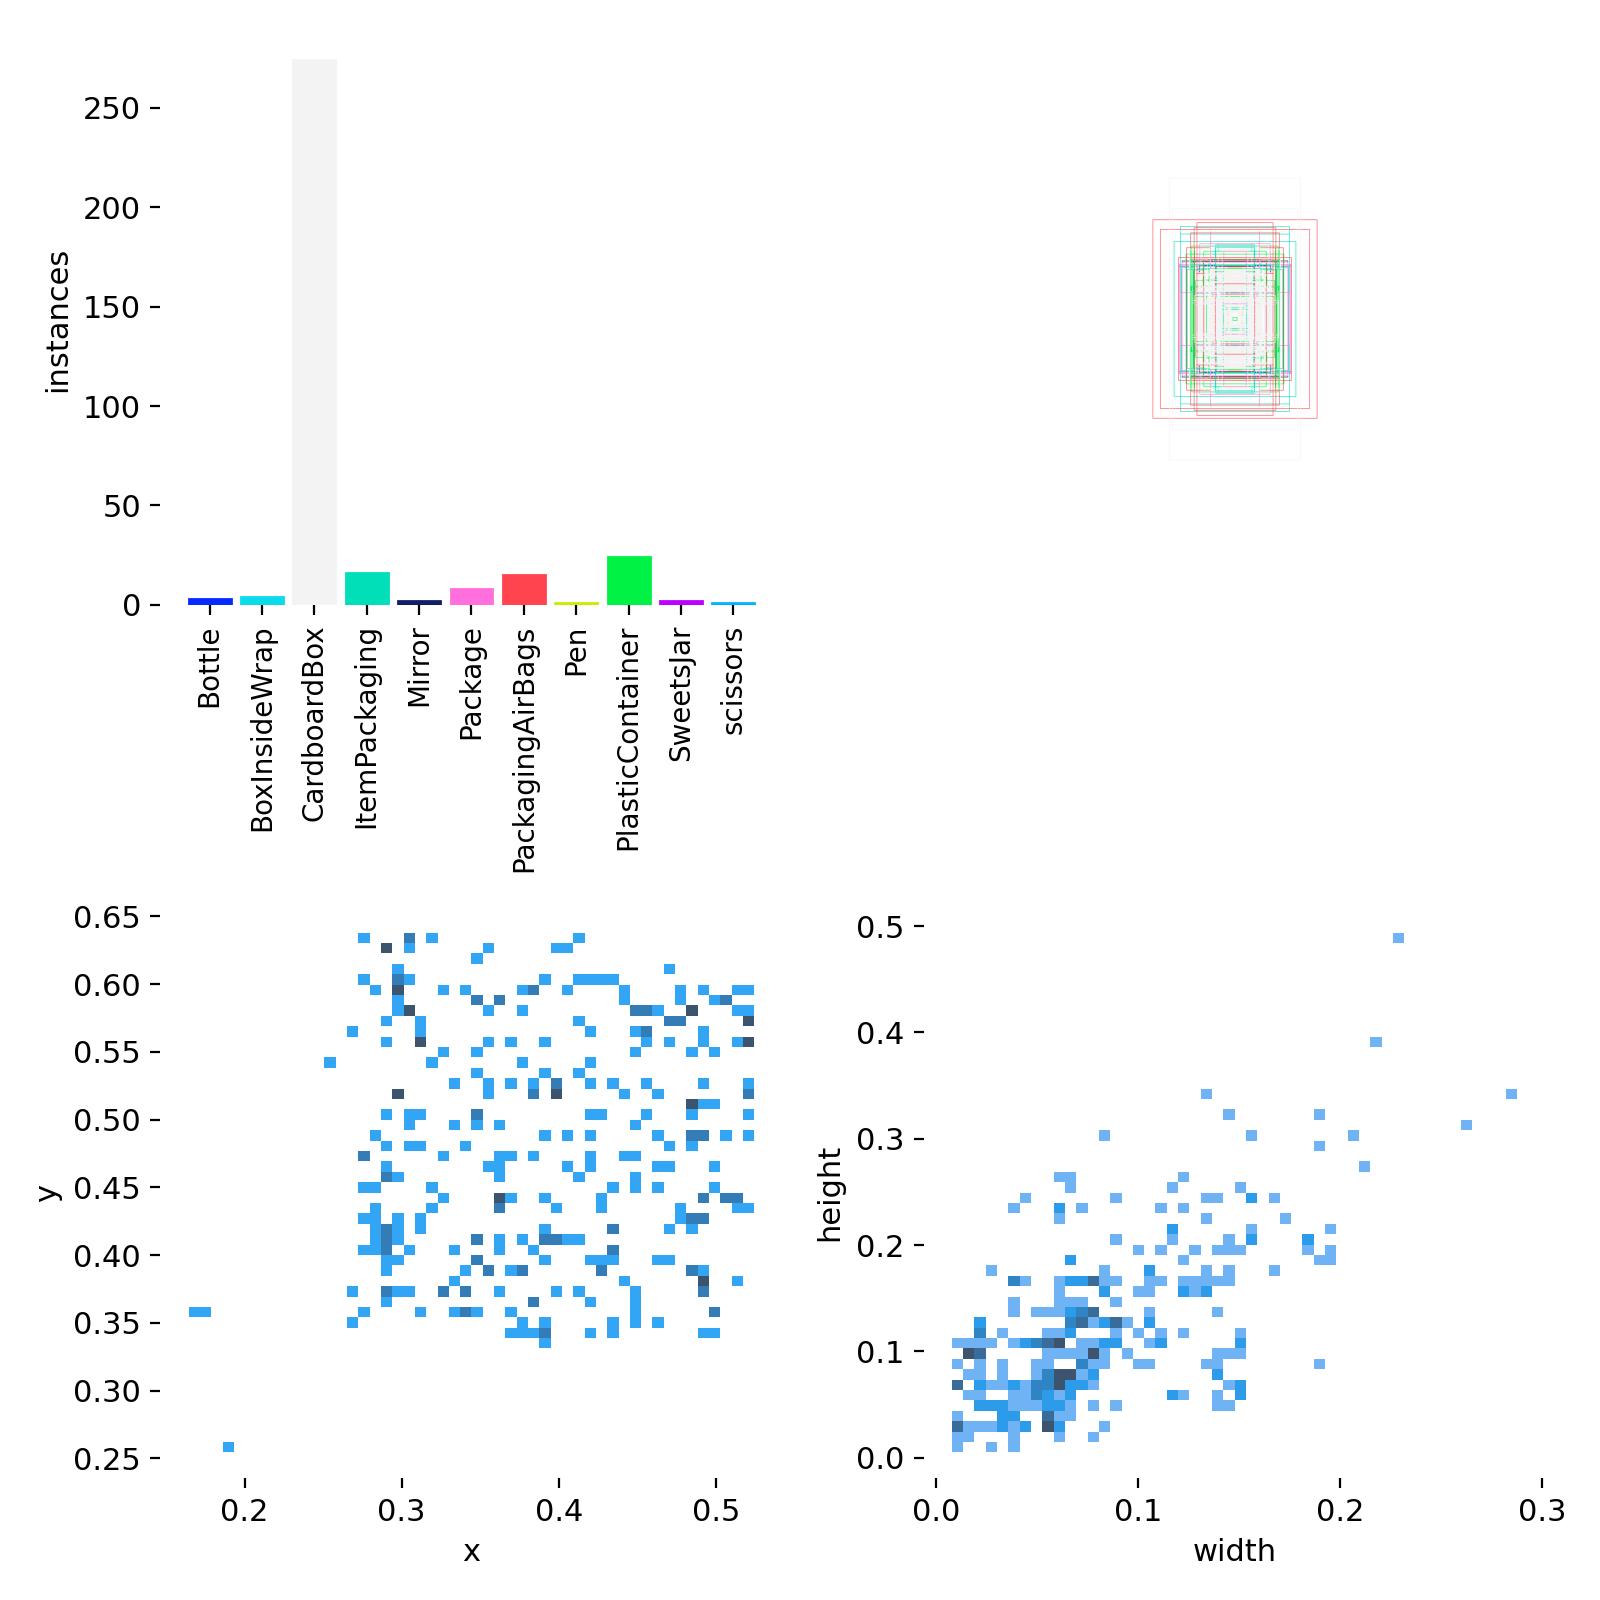 250
200
150
100
50
0
instances
Bottle
BoxInsideWrap
CardboardBox
ItemPackaging
Mirror
Package
PackagingAirBags
Pen
PlasticContainer
SweetsJar
scissors
0.65
0.60
0.55
0.50
0.45
0.40
0.35
0.30
0.25
y
0.2 0.3 0.4 0.5
x
0.5
0.4
0.3
0.2
0.1
0.0
height
0.0 0.1 0.2 0.3
width